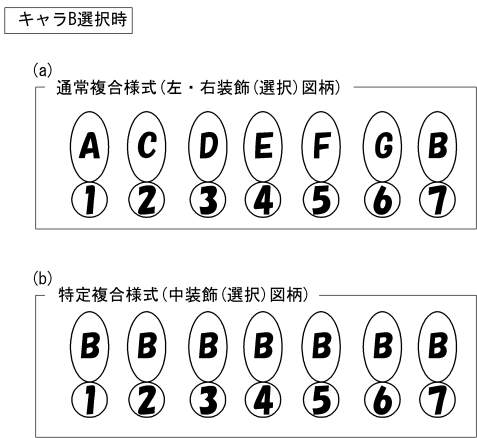 キャラB選択時
(a)
通常複合様式(左・右装飾(選択)図柄)
A C D E F G B
1 2 3 4 5 6 7
(b)
特定複合様式(中装飾(選択)図柄)
B B B B B B B
1 2 3 4 5 6 7